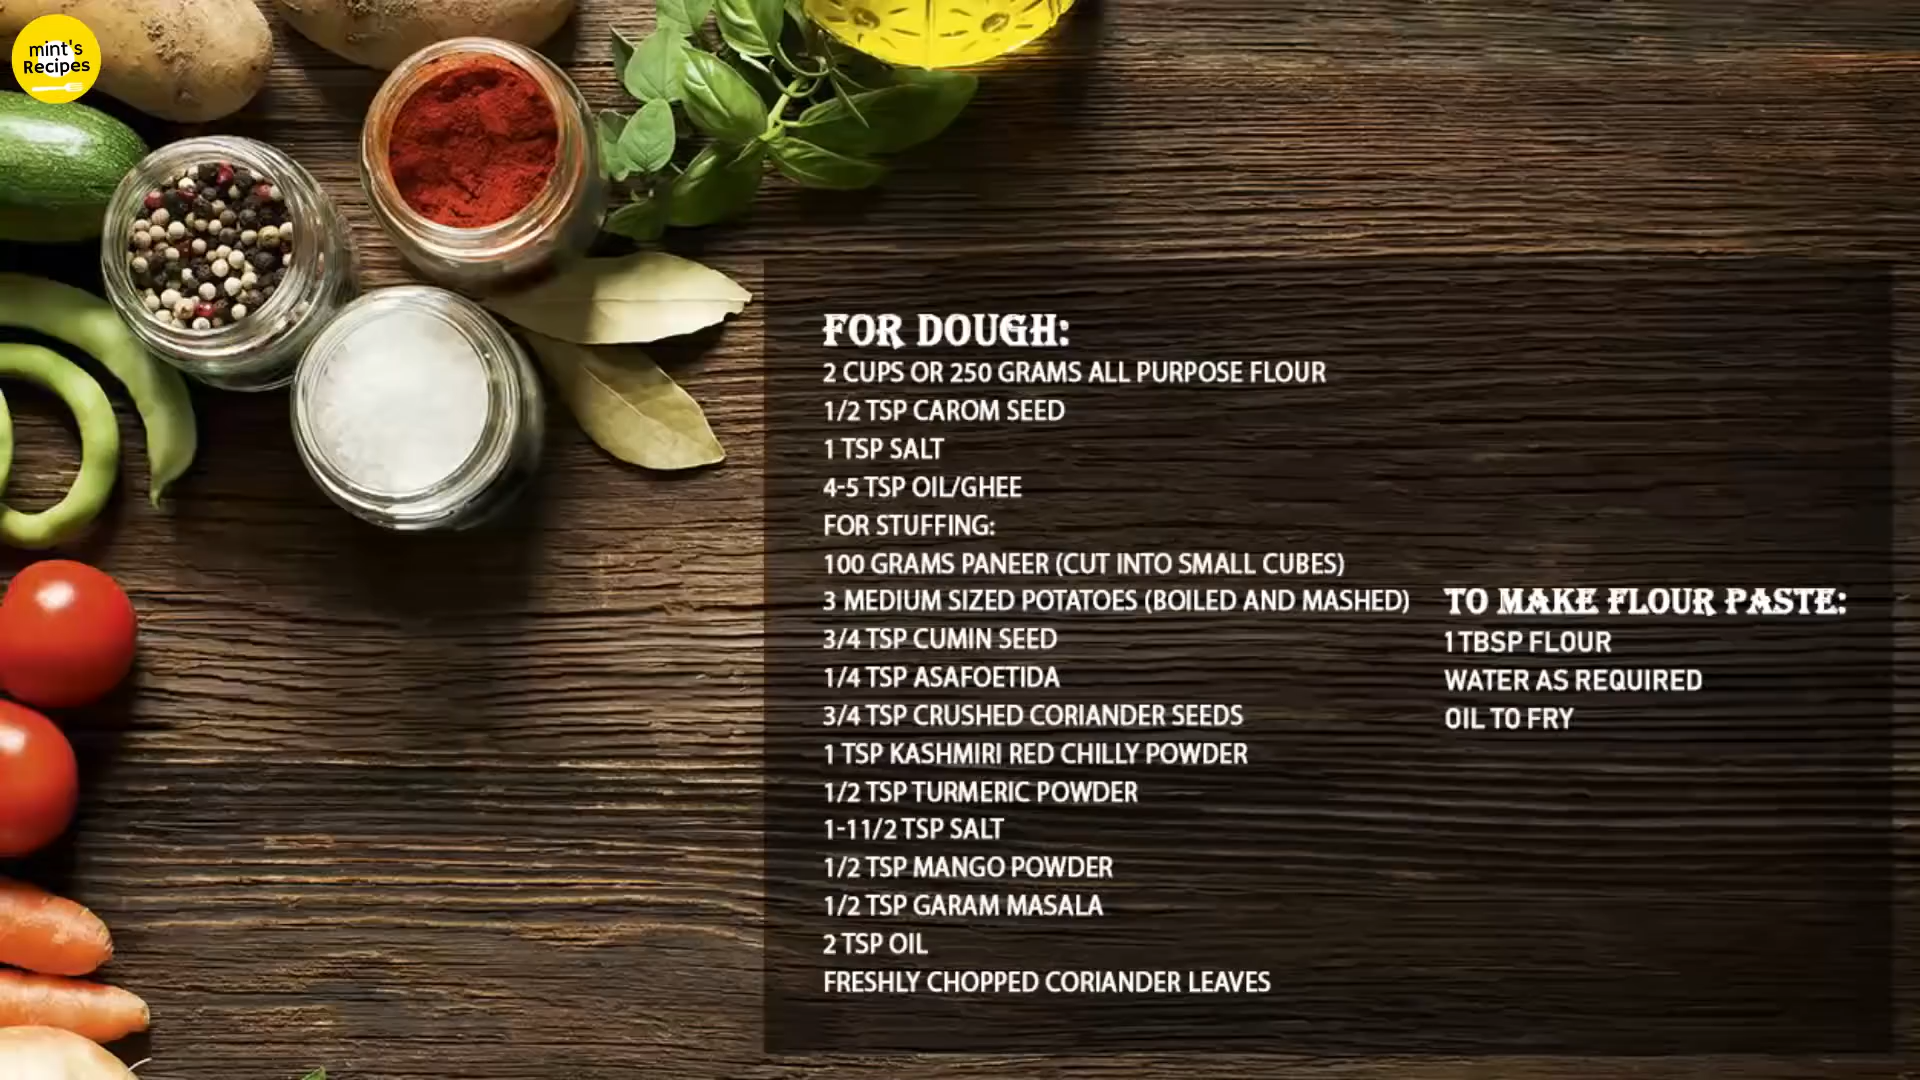 mint's
Recipes
FOR DOUGH:
2 CUPS OR 250 GRAMS ALL PURPOSE FLOUR
1/2 TSP CAROM SEED
1 TSP SALT
4-5 TSP OIL/GHEE
FOR STUFFING:
100 GRAMS PANEER (CUT INTO SMALL CUBES)
3 MEDIUM SIZED POTATOES (BOILED AND MASHED)
3/4 TSP CUMIN SEED
1/4 TSP ASAFOETIDA
3/4 TSP CRUSHED CORIANDER SEEDS
1 TSP KASHMIRI RED CHILLY POWDER
1/2 TSP TURMERIC POWDER
1-11/2 TSP SALT
1/2 TSP MANGO POWDER
1/2 TSP GARAM MASALA
2 TSP OIL
FRESHLY CHOPPED CORIANDER LEAVES
TO MAKE FLOUR PASTE:
1 TBSP FLOUR
WATER AS REQUIRED
OIL TO FRY